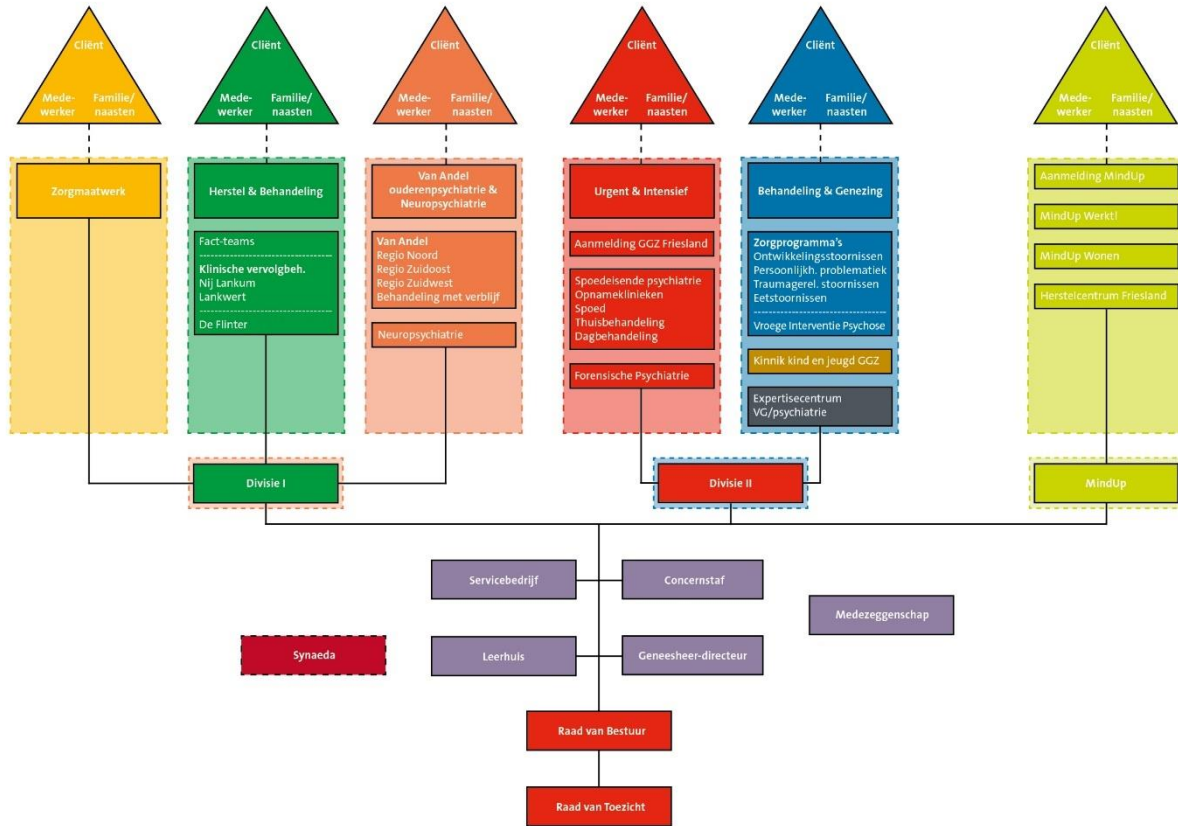 Cliënt
Mede- Familie/
werker naasten
Cliënt
Mede- Familie/
werker naasten
Cliënt
Mede- Familie/
werker naasten
Cliënt
Mede- Familie/
werker naasten
Cliënt
Mede- Familie/
werker naasten
Cliënt
Mede- Familie/
werker naasten
Zorgmaatwerk
Herstel & Behandeling
Fact-teams
Klinische vervolgbeh.
Nij Lankum
Lankwert
De Flinter
Van Andel
ouderenpsychiatrie &
Neuropsychiatrie
Van Andel
Regio Noord
Regio Zuidoost
Regio Zuidwest
Behandeling met verblijf
Neuropsychiatrie
Urgent & Intensief
Aanmelding GGZ Friesland
Spoedeisende psychiatrie
Opnameklinieken
Spoed
Thuisbehandeling
Dagbehandeling
Forensische Psychiatrie
Behandeling & Genezing
Zorgprogramma's
Ontwikkelingsstoornissen
Persoonlijkh. problematiek
Traumagerel. stoornissen
Eetstoornissen
Vroege Interventie Psychose
Kinnik kind en jeugd GGZ
Expertisecentrum
VG/psychiatrie
Aanmelding MindUp
MindUp Werkt!
MindUp Wonen
Herstelcentrum Friesland
Divisie I
Divisie II
MindUp
Servicebedrijf
Concernstaf
Medezeggenschap
Synaeda
Leerhuis
Geneesheer-directeur
Raad van Bestuur
Raad van Toezicht